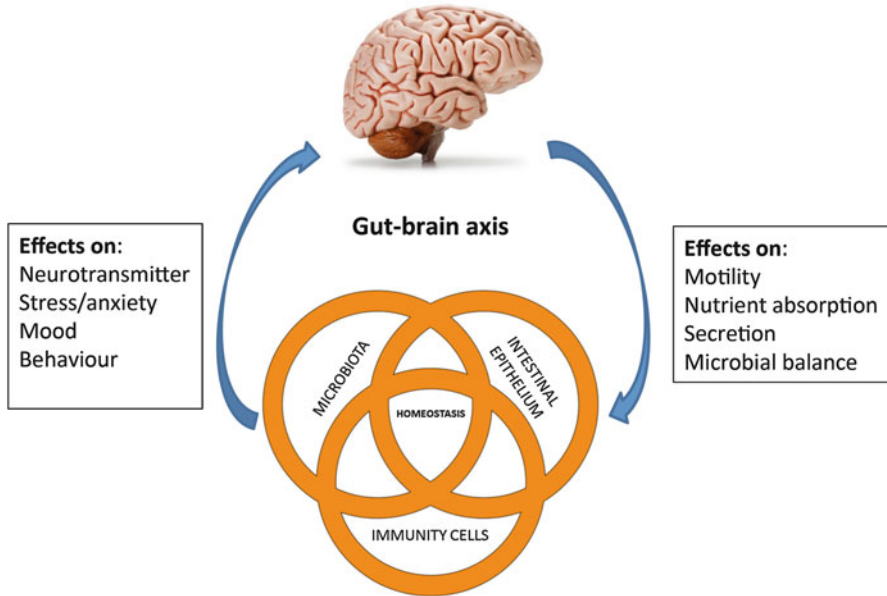 Gut-brain axis
Effects on:
Neurotransmitter
Stress/anxiety
Mood
Behaviour
Effects on:
Motility
Nutrient absorption
Secretion
Microbial balance
MICROBIOTA
INTESTINAL
EPITHELIUM
HOMEOSTASIS
IMMUNITY CELLS